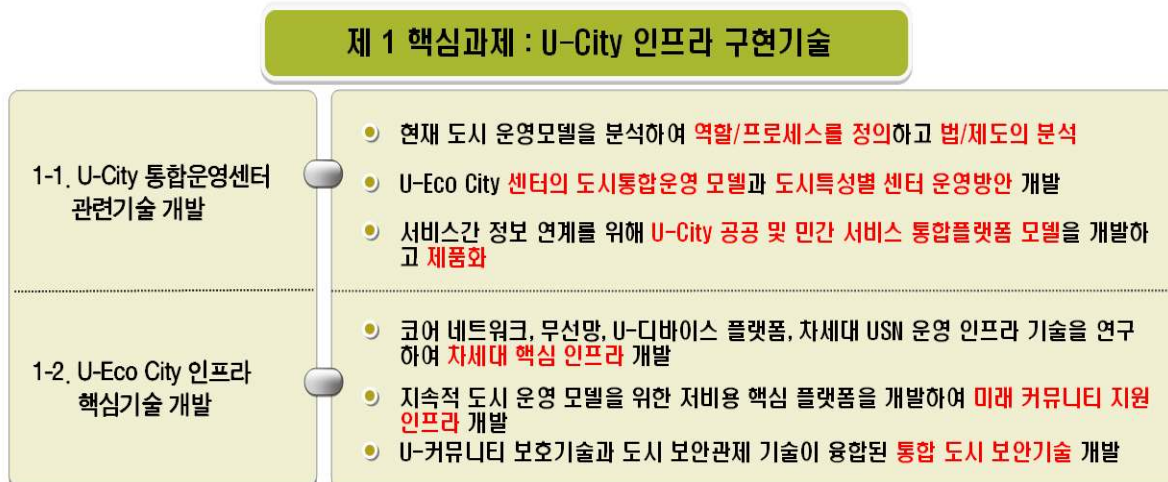 제 1 핵심과제 : U-City 인프라 구현기술
1-1. U-City 통합운영센터
관련기술 개발
현재 도시 운영모델을 분석하여 역할/프로세스를 정의하고 법/제도의 분석
U-Eco City 센터의 도시통합운영 모델과 도시특성별 센터 운영방안 개발
서비스간 정보 연계를 위해 U-City 공공 및 민간 서비스 통합플랫폼 모델을 개발하
고 제품화
1-2. U-Eco City 인프라
핵심기술 개발
코어 네트워크, 무선망, U-디바이스 플랫폼, 차세대 USN 운영 인프라 기술을 연구
하여 차세대 핵심 인프라 개발
지속적 도시 운영 모델을 위한 저비용 핵심 플랫폼을 개발하여 미래 커뮤니티 지원
인프라 개발
U-커뮤니티 보호기술과 도시 보안관제 기술이 융합된 통합 도시 보안기술 개발